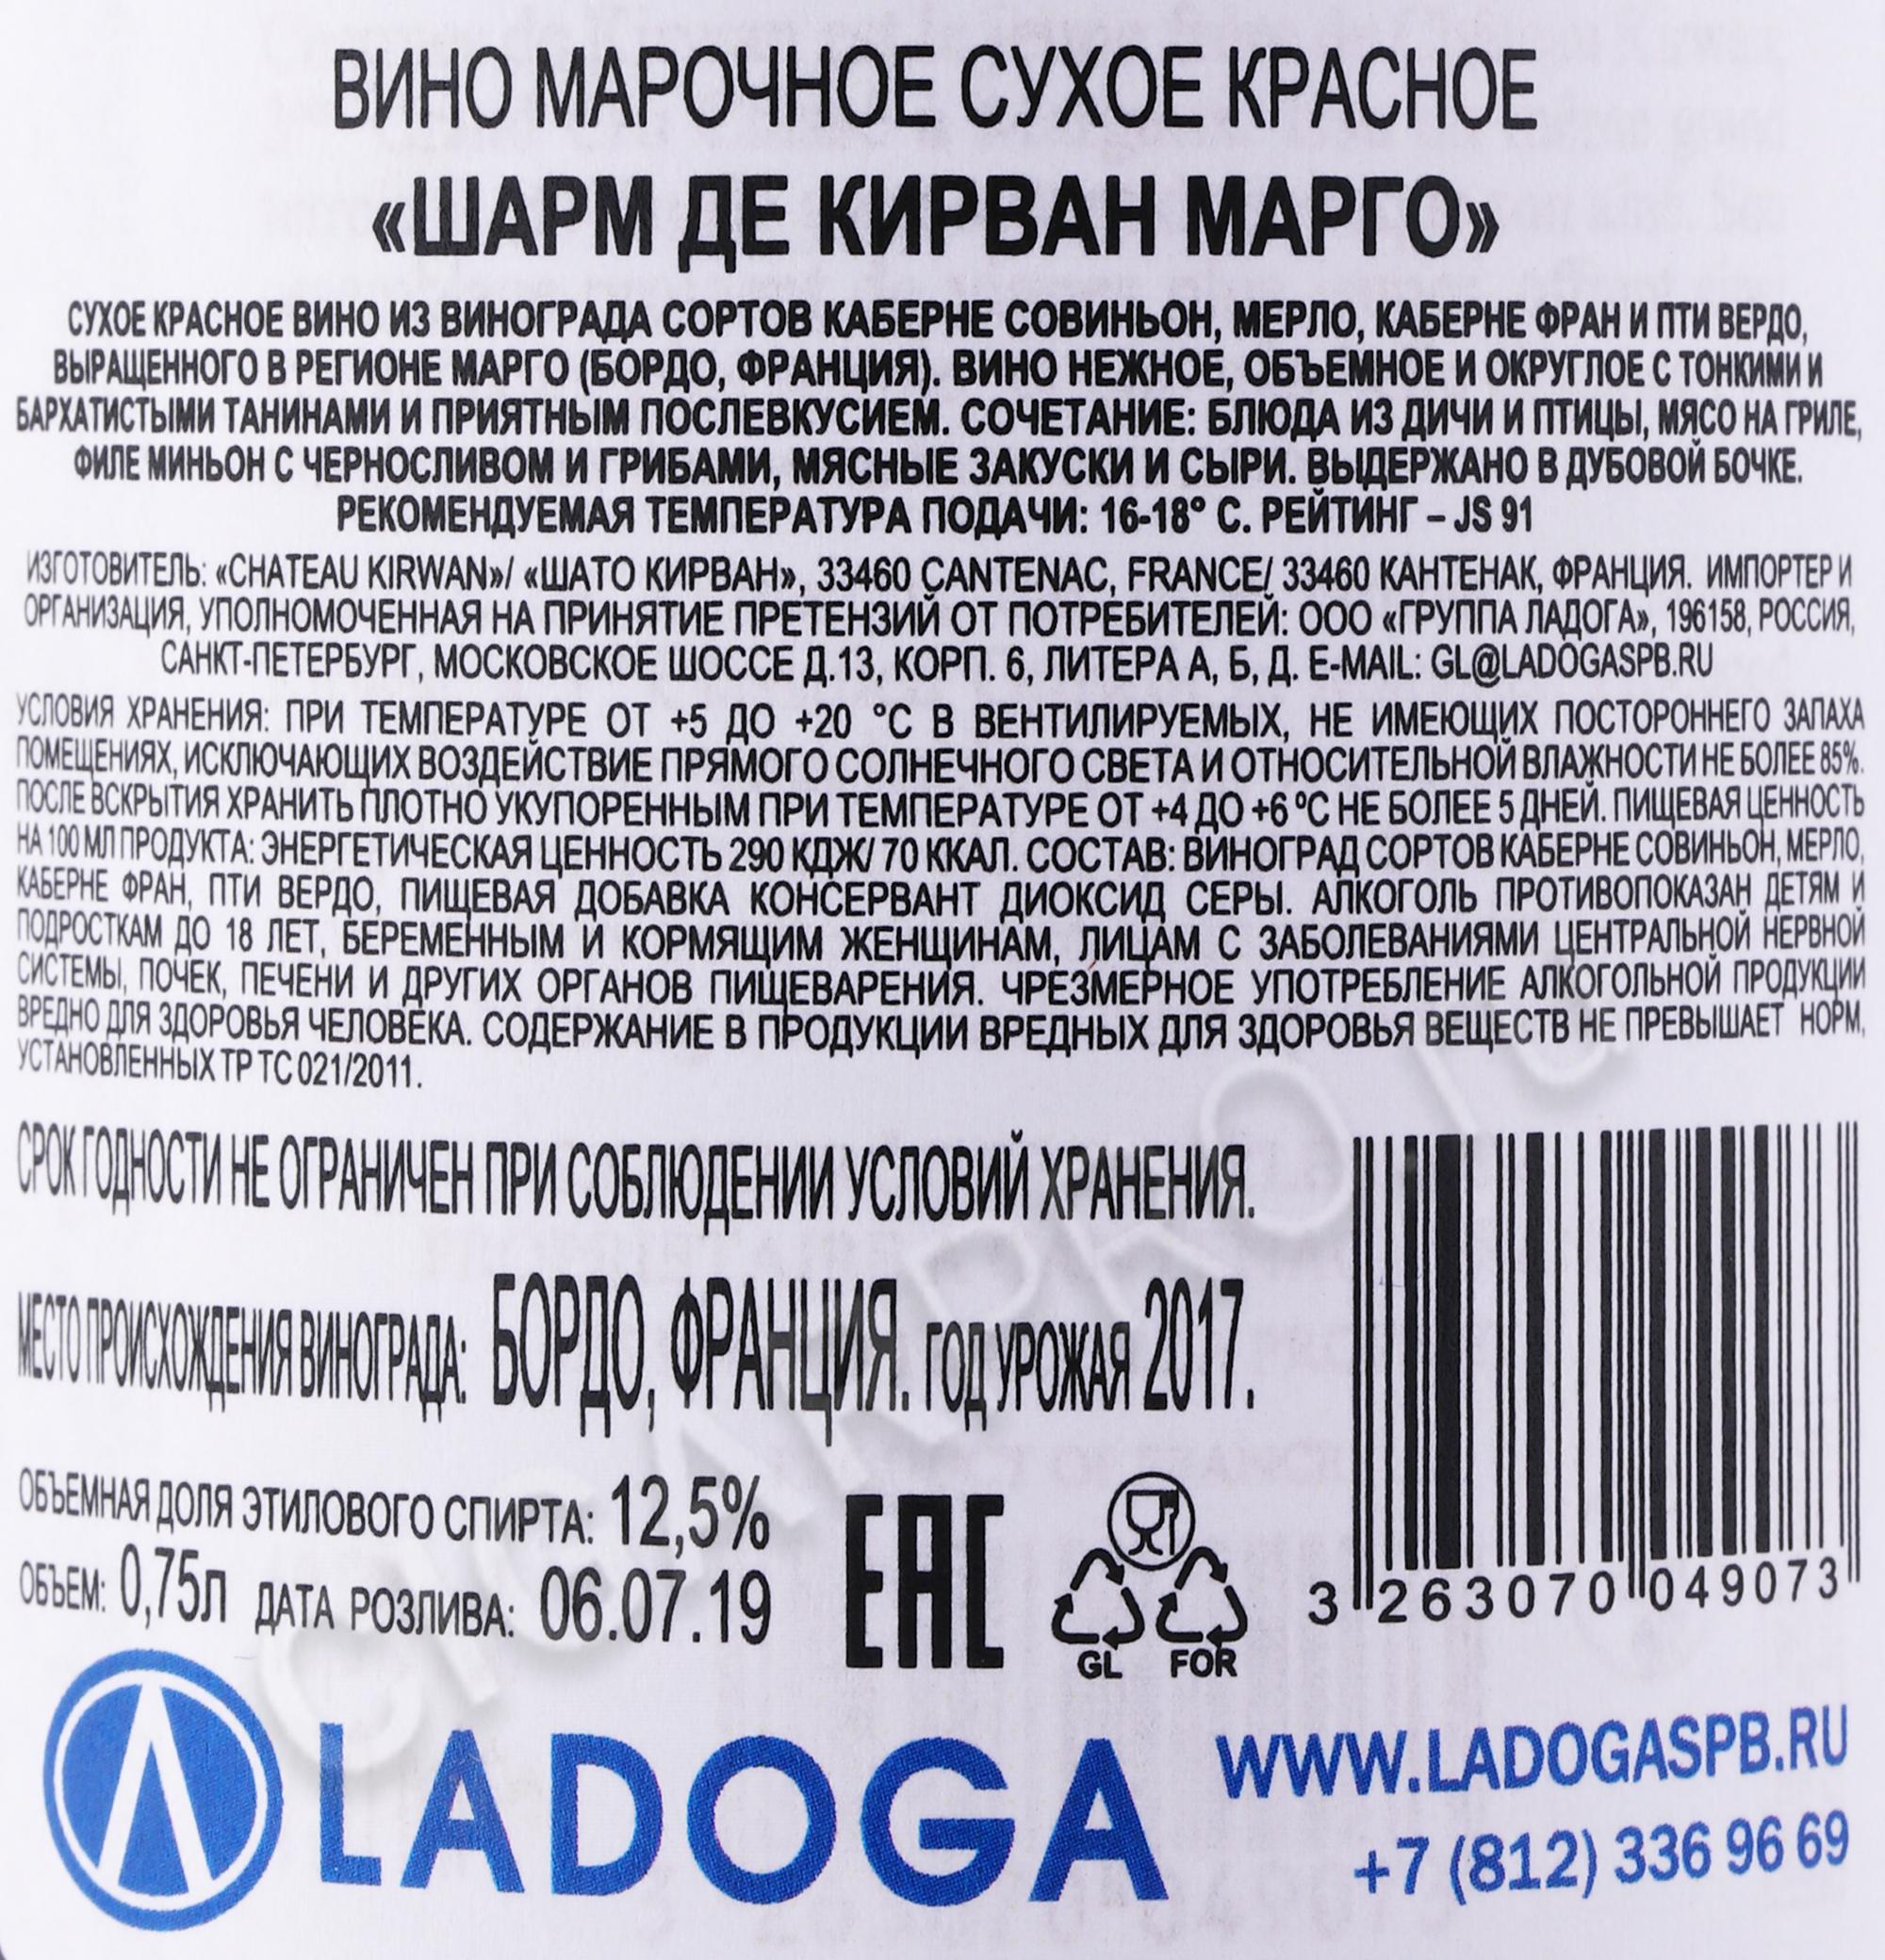 ВИНО МАРОЧНОЕ СУХОЕ КРАСНОЕ
«ШАРМ ДЕ КИРВАН МАРГО»
СУХОЕ КРАСНОЕ ВИНО ИЗ ВИНОГРАДА СОРТОВ КАБЕРНЕ СОВИНЬОН, МЕРЛО, КАБЕРНЕ ФРАН И ПТИ ВЕРДО,
ВЫРАЩЕННОГО В РЕГИОНЕ МАРГО (БОРДО, ФРАНЦИЯ). ВИНО НЕЖНОЕ, ОБЪЕМНОЕ И ОКРУГЛОЕ С ТОНКИМИ И
БАРХАТИСТЫМИ ТАНИНАМИ И ПРИЯТНЫМ ПОСЛЕВКУСИЕМ. СОЧЕТАНИЕ: БЛЮДА ИЗ ДИЧИ И ПТИЦЫ, МЯСО НА ГРИЛЕ,
ФИЛЕ МИНЬОН С ЧЕРНОСЛИВОМ И ГРИБАМИ, МЯСНЫЕ ЗАКУСКИ И СЫРИ. ВЫДЕРЖАНО В ДУБОВОЙ БОЧКЕ.
РЕКОМЕНДУЕМАЯ ТЕМПЕРАТУРА ПОДАЧИ: 16-18° С. РЕЙТИНГ – JS 91
ИЗГОТОВИТЕЛЬ: «CHATEAU KIRWAN»/ «ШАТО КИРВАН», 33460 CANTENAC, FRANCE/ 33460 КАНТЕНАК, ФРАНЦИЯ. ИМПОРТЕР И
ОРГАНИЗАЦИЯ, УПОЛНОМОЧЕННАЯ НА ПРИНЯТИЕ ПРЕТЕНЗИЙ ОТ ПОТРЕБИТЕЛЕЙ: ООО «ГРУППА ЛАДОГА», 196158, РОССИЯ,
САНКТ-ПЕТЕРБУРГ, МОСКОВСКОЕ ШОССЕ Д.13, КОРП. 6, ЛИТЕРА А, Б, Д. E-MAIL: GL@LADOGASPB.RU
УСЛОВИЯ ХРАНЕНИЯ: ПРИ ТЕМПЕРАТУРЕ ОТ +5 ДО +20 °С В ВЕНТИЛИРУЕМЫХ, НЕ ИМЕЮЩИХ ПОСТОРОННЕГО ЗАПАХА
ПОМЕЩЕНИЯХ, ИСКЛЮЧАЮЩИХ ВОЗДЕЙСТВИЕ ПРЯМОГО СОЛНЕЧНОГО СВЕТА И ОТНОСИТЕЛЬНОЙ ВЛАЖНОСТИ НЕ БОЛЕЕ 85%.
ПОСЛЕ ВСКРЫТИЯ ХРАНИТЬ ПЛОТНО УКУПОРЕННЫМ ПРИ ТЕМПЕРАТУРЕ ОТ +4 ДО +6 °С НЕ БОЛЕЕ 5 ДНЕЙ. ПИЩЕВАЯ ЦЕННОСТЬ
НА 100 МЛ ПРОДУКТА: ЭНЕРГЕТИЧЕСКАЯ ЦЕННОСТЬ 290 КДЖ/ 70 ККАЛ. СОСТАВ: ВИНОГРАД СОРТОВ КАБЕРНЕ СОВИНЬОН, МЕРЛО,
КАБЕРНЕ ФРАН, ПТИ ВЕРДО, ПИЩЕВАЯ ДОБАВКА КОНСЕРВАНТ ДИОКСИД СЕРЫ. АЛКОГОЛЬ ПРОТИВОПОКАЗАН ДЕТЯМ И
ПОДРОСТКАМ ДО 18 ЛЕТ, БЕРЕМЕННЫМ И КОРМЯЩИМ ЖЕНЩИНАМ, ЛИЦАМ С ЗАБОЛЕВАНИЯМИ ЦЕНТРАЛЬНОЙ НЕРВНОЙ
СИСТЕМЫ, ПОЧЕК, ПЕЧЕНИ И ДРУГИХ ОРГАНОВ ПИЩЕВАРЕНИЯ. ЧРЕЗМЕРНОЕ УПОТРЕБЛЕНИЕ АЛКОГОЛЬНОЙ ПРОДУКЦИИ
ВРЕДНО ДЛЯ ЗДОРОВЬЯ ЧЕЛОВЕКА. СОДЕРЖАНИЕ В ПРОДУКЦИИ ВРЕДНЫХ ДЛЯ ЗДОРОВЬЯ ВЕЩЕСТВ НЕ ПРЕВЫШАЕТ НОРМ,
УСТАНОВЛЕННЫХ ТР ТС 021/2011.
СРОК ГОДНОСТИ НЕ ОГРАНИЧЕН ПРИ СОБЛЮДЕНИИ УСЛОВИЙ ХРАНЕНИЯ.
МЕСТО ПРОИСХОЖДЕНИЯ ВИНОГРАДА: БОРДО, ФРАНЦИЯ. ГОД УРОЖАЯ 2017.
ОБЪЕМНАЯ ДОЛЯ ЭТИЛОВОГО СПИРТА: 12,5%
ОБЪЕМ: 0,75Л ДАТА РОЗЛИВА: 06.07.19
EAC
GL FOR
3 263070 049073
LADOGA
WWW.LADOGASPB.RU
+7 (812) 336 96 69
CIGARPRO.ru